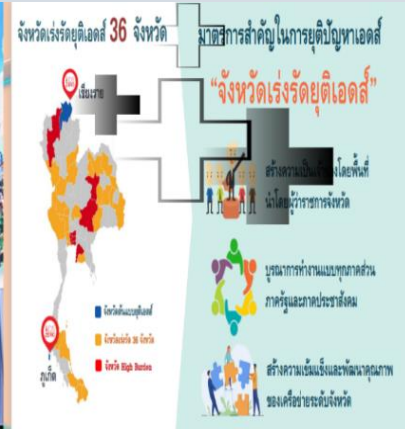 จังหวัดเร่งรัดยุติเอดส์ 36 จังหวัด
เชียงราย
จังหวัดต้นแบบยุติเอดส์
จังหวัดเร่งรัด 36 จังหวัด
จังหวัด High Burden
ภูเก็ต
มาตรการสำคัญในการยุติปัญหาเอดส์
“จังหวัดเร่งรัดยุติเอดส์”
สร้างความเป็นเจ้าของโดยพื้นที่
นำโดยผู้ว่าราชการจังหวัด
บูรณาการทำงานแบบทุกภาคส่วน
ภาครัฐและภาคประชาสังคม
สร้างความเข้มแข็งและพัฒนาคุณภาพ
ของเครือข่ายระดับจังหวัด